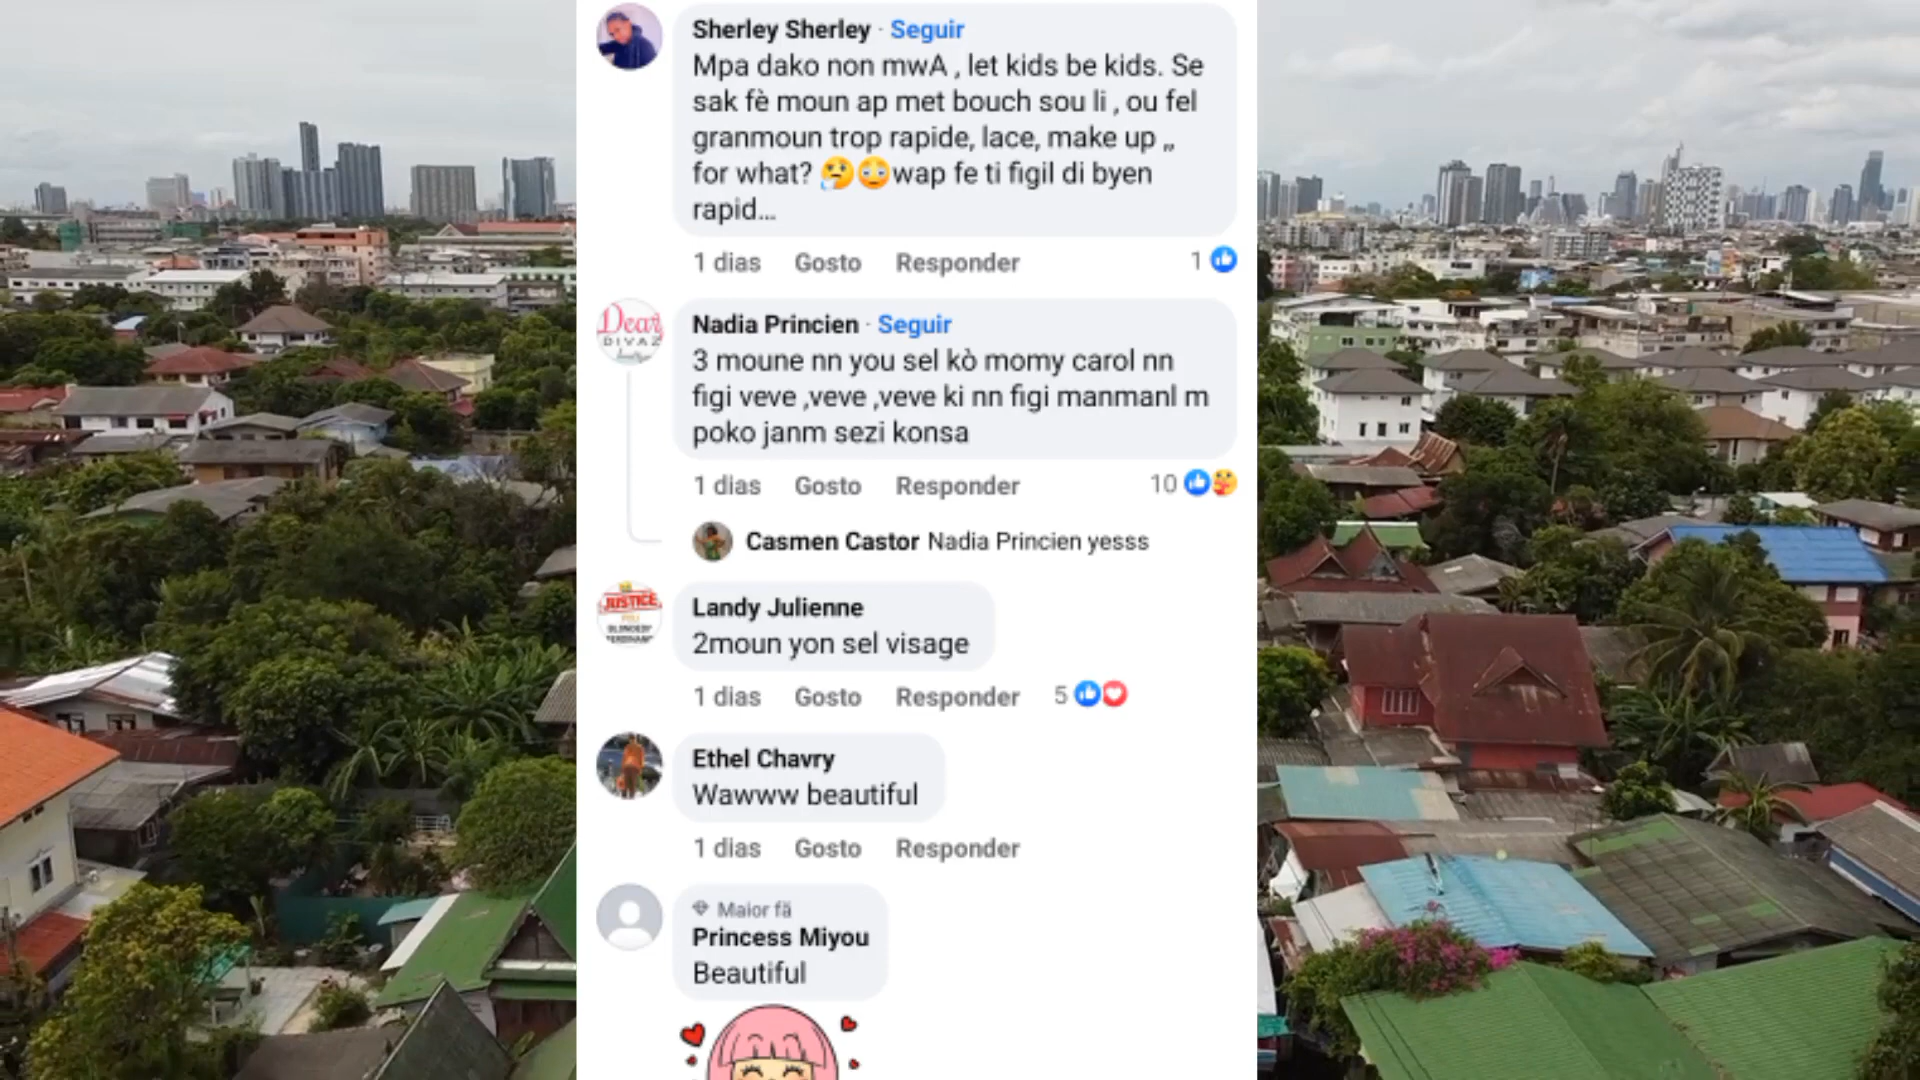 Sherley Sherley · Seguir
Mpa dako non mwA , let kids be kids. Se
sak fè moun ap met bouch sou li , ou fel
granmoun trop rapide, lace, make up ,,
for what? 🤔😳wap fe ti figil di byen
rapid...
1 dias Gosto Responder 1
Dear
DIVAZ
Nadia Princien · Seguir
3 moune nn you sel kò momy carol nn
figi veve ,veve ,veve ki nn figi manmanl m
poko janm sezi konsa
1 dias Gosto Responder 10
Casmen Castor Nadia Princien yesss
JUSTICE
Landy Julienne
2moun yon sel visage
1 dias Gosto Responder 5
Ethel Chavry
Wawww beautiful
1 dias Gosto Responder
Maior fã
Princess Miyou
Beautiful